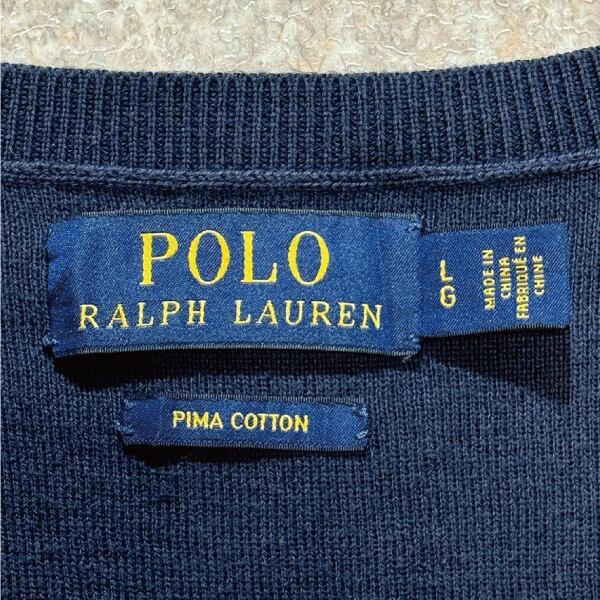 POLO
RALPH LAUREN
L
G
MADE IN
CHINA
FABRIQUÉ EN
CHINE
PIMA COTTON